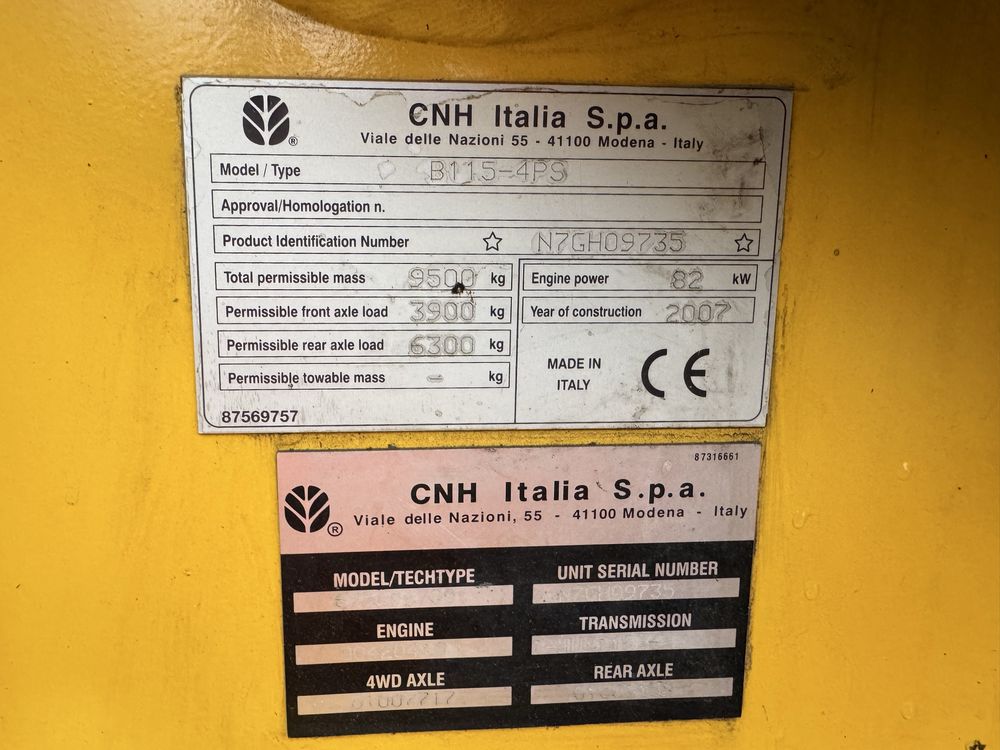 CNH Italia S.p.a.
Viale delle Nazioni 55 - 41100 Modena - Italy
Model / Type B115-4PS
Approval/Homologation n.
Product Identification Number ☆ N7GH09735 ☆
Total permissible mass 9500 kg
Engine power 82 kW
Permissible front axle load 3900 kg
Year of construction 2007
Permissible rear axle load 6300 kg
Permissible towable mass - kg
MADE IN
ITALY
CE
87569757
87316661
CNH Italia S.p.a.
Viale delle Nazioni, 55 - 41100 Modena - Italy
MODEL/TECHTYPE
UNIT SERIAL NUMBER
N7GH09735
ENGINE
TRANSMISSION
4WD AXLE
REAR AXLE